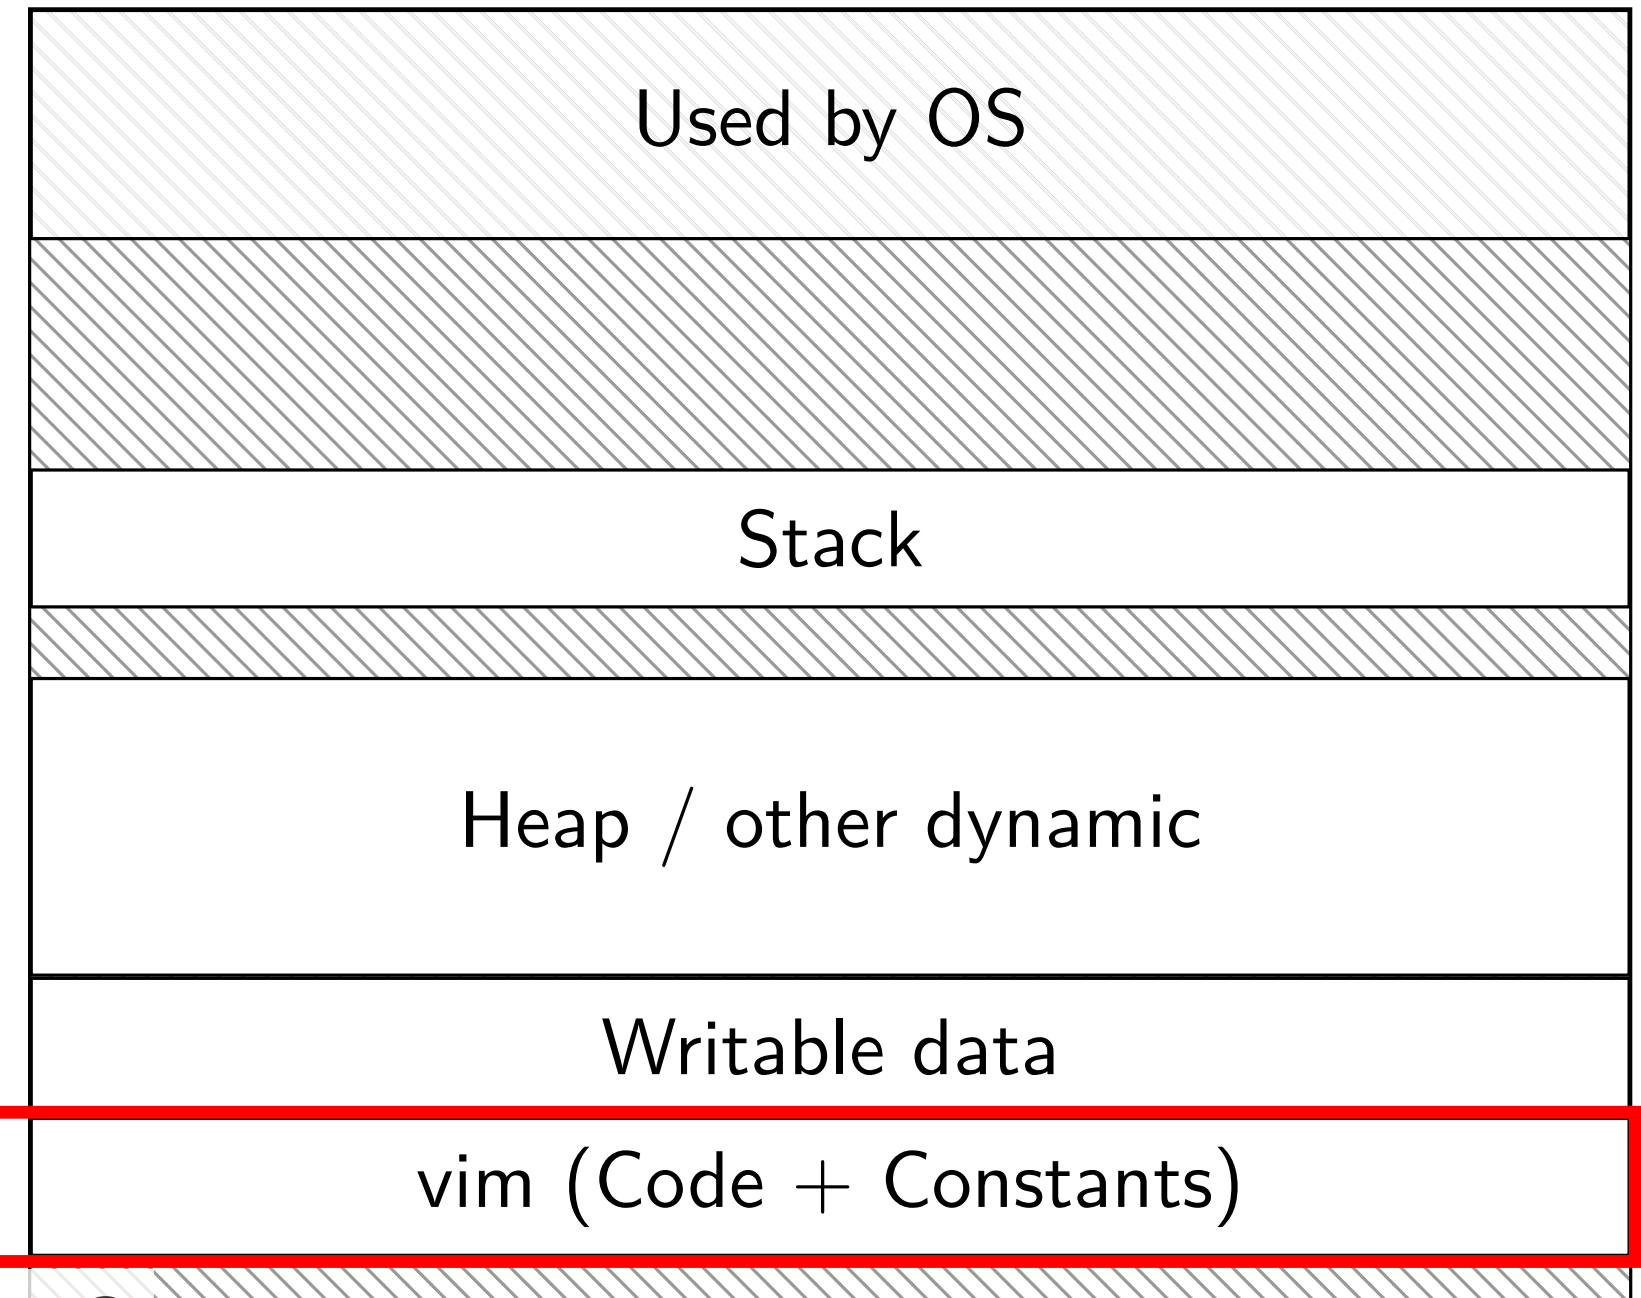 Used by OS
Stack
Heap / other dynamic
Writable data
vim (Code + Constants)